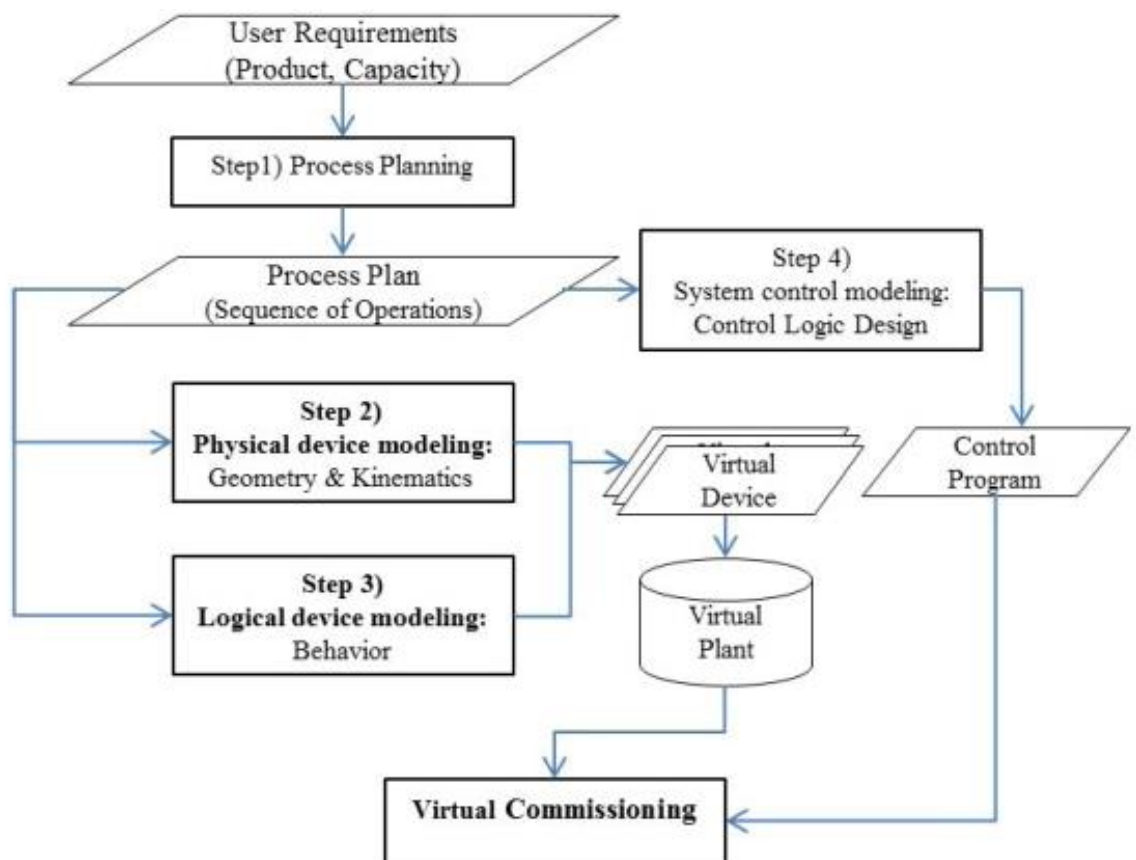 User Requirements
(Product, Capacity)
Step1) Process Planning
Process Plan
(Sequence of Operations)
Step 4)
System control modeling:
Control Logic Design
Step 2)
Physical device modeling:
Geometry & Kinematics
Virtual
Device
Control
Program
Step 3)
Logical device modeling:
Behavior
Virtual
Plant
Virtual Commissioning